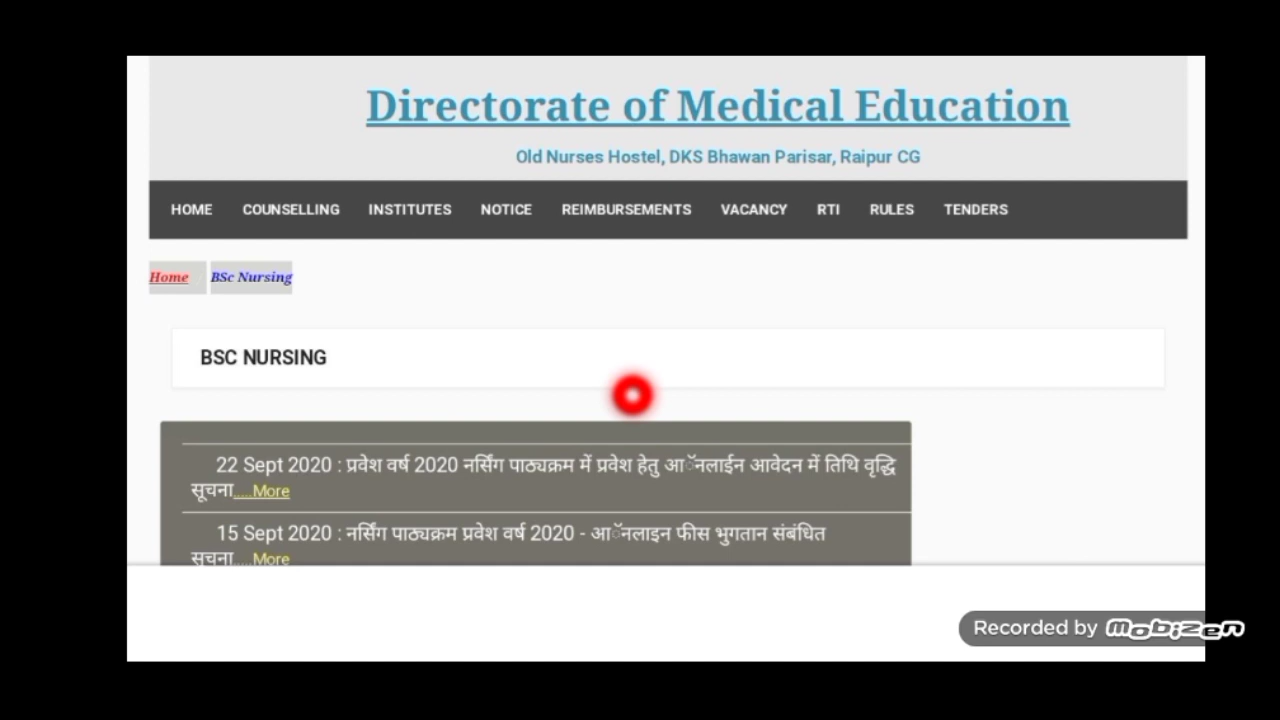 Directorate of Medical Education
Old Nurses Hostel, DKS Bhawan Parisar, Raipur CG
HOME COUNSELLING INSTITUTES NOTICE REIMBURSEMENTS VACANCY RTI RULES TENDERS
Home BSc Nursing
BSC NURSING
22 Sept 2020 : प्रवेश वर्ष 2020 नर्सिंग पाठ्यक्रम में प्रवेश हेतु आॅनलाईन आवेदन में तिथि वृद्धि
सूचना.....More
15 Sept 2020 : नर्सिंग पाठ्यक्रम प्रवेश वर्ष 2020 - आॅनलाइन फीस भुगतान संबंधित
सूचना.....More
Recorded by Mobizen